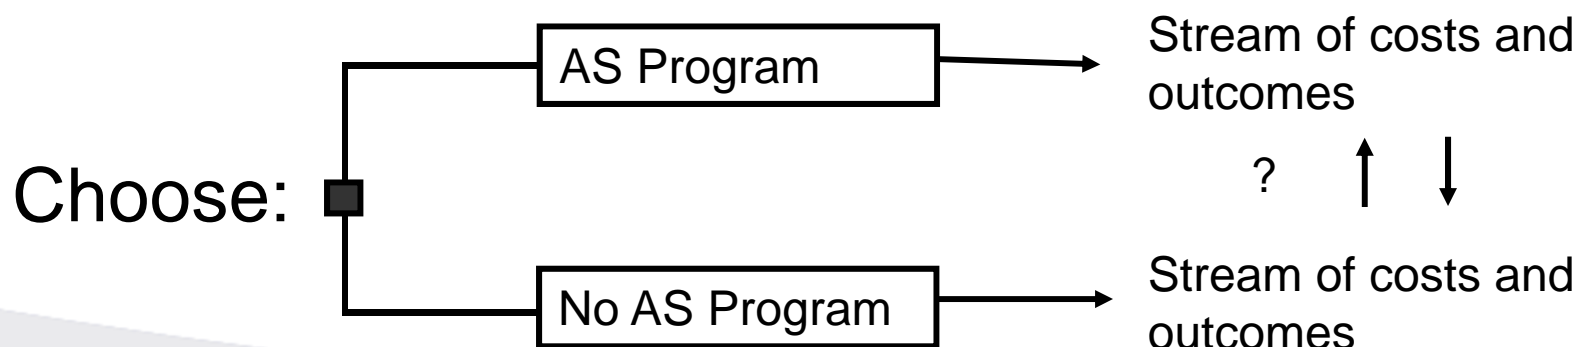 AS Program
Stream of costs and
outcomes
Choose:
?
No AS Program
Stream of costs and
outcomes